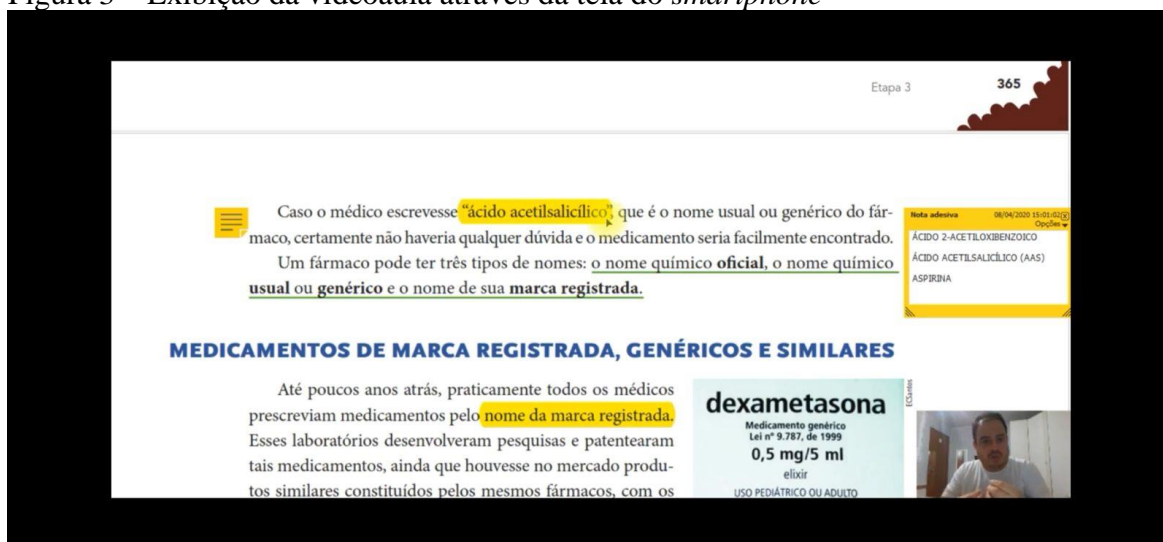 Figura 3 – Exibição da videoaula através da tela do smartphone
Etapa 3
365
Caso o médico escrevesse “ácido acetilsalicílico”, que é o nome usual ou genérico do fár-
maco, certamente não haveria qualquer dúvida e o medicamento seria facilmente encontrado.
Um fármaco pode ter três tipos de nomes: o nome químico oficial, o nome químico
usual ou genérico e o nome de sua marca registrada.
Nota adesiva
08/04/2020 15:01:02
Opções
ÁCIDO 2-ACETILOXIBENZOICO
ÁCIDO ACETILSALICÍLICO (AAS)
ASPIRINA
MEDICAMENTOS DE MARCA REGISTRADA, GENÉRICOS E SIMILARES
Até poucos anos atrás, praticamente todos os médicos
prescreviam medicamentos pelo nome da marca registrada.
Esses laboratórios desenvolveram pesquisas e patentearam
tais medicamentos, ainda que houvesse no mercado produ-
tos similares constituídos pelos mesmos fármacos, com os
dexametasona
Medicamento genérico
Lei nº 9.787, de 1999
0,5 mg/5 ml
elixir
USO PEDIÁTRICO OU ADULTO
ECSantos